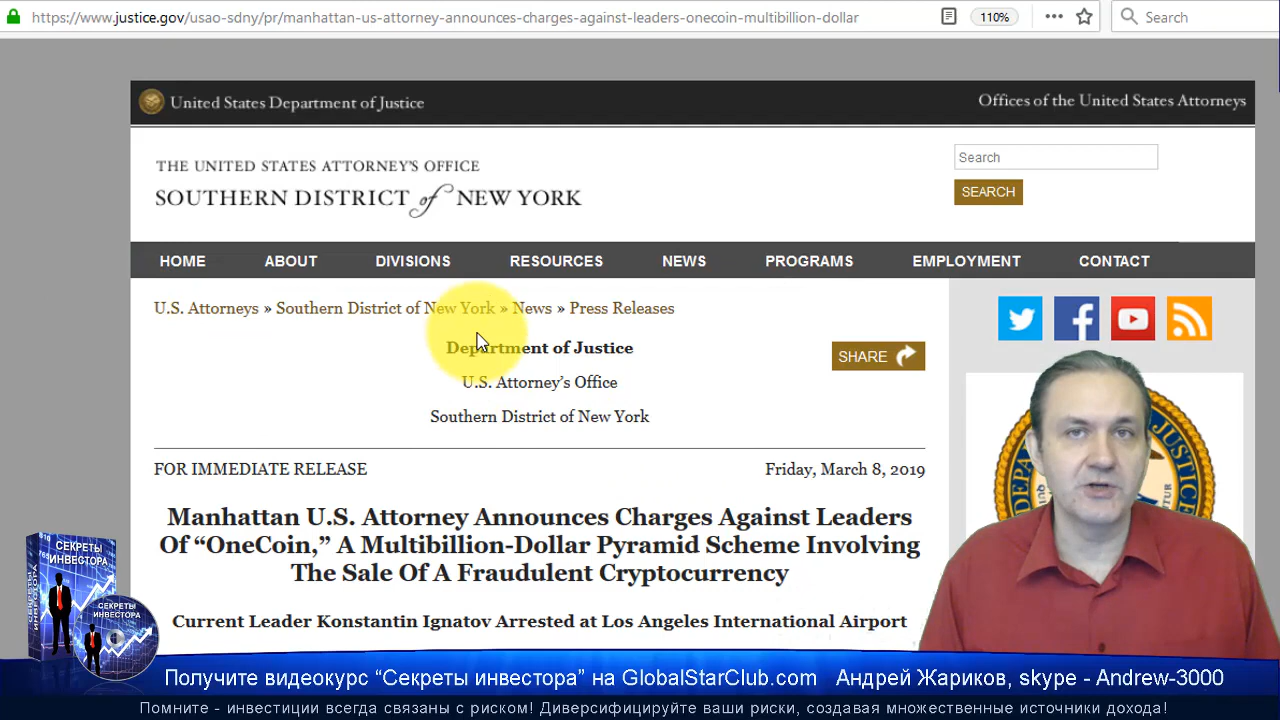 https://www.justice.gov/usao-sdny/pr/manhattan-us-attorney-announces-charges-against-leaders-onecoin-multibillion-dollar
110%
Search
United States Department of Justice
Offices of the United States Attorneys
THE UNITED STATES ATTORNEY'S OFFICE
SOUTHERN DISTRICT of NEW YORK
Search
SEARCH
HOME ABOUT DIVISIONS RESOURCES NEWS PROGRAMS EMPLOYMENT CONTACT
U.S. Attorneys » Southern District of New York » News » Press Releases
Department of Justice
SHARE
U.S. Attorney’s Office
Southern District of New York
FOR IMMEDIATE RELEASE
Friday, March 8, 2019
Manhattan U.S. Attorney Announces Charges Against Leaders
Of “OneCoin,” A Multibillion-Dollar Pyramid Scheme Involving
The Sale Of A Fraudulent Cryptocurrency
Current Leader Konstantin Ignatov Arrested at Los Angeles International Airport
СЕКРЕТЫ
ИНВЕСТОРА
СЕКРЕТЫ
ИНВЕСТОРА
Получите видеокурс “Секреты инвестора” на GlobalStarClub.com Андрей Жариков, skype - Andrew-3000
Помните - инвестиции всегда связаны с риском! Диверсифицируйте ваши риски, создавая множественные источники дохода!